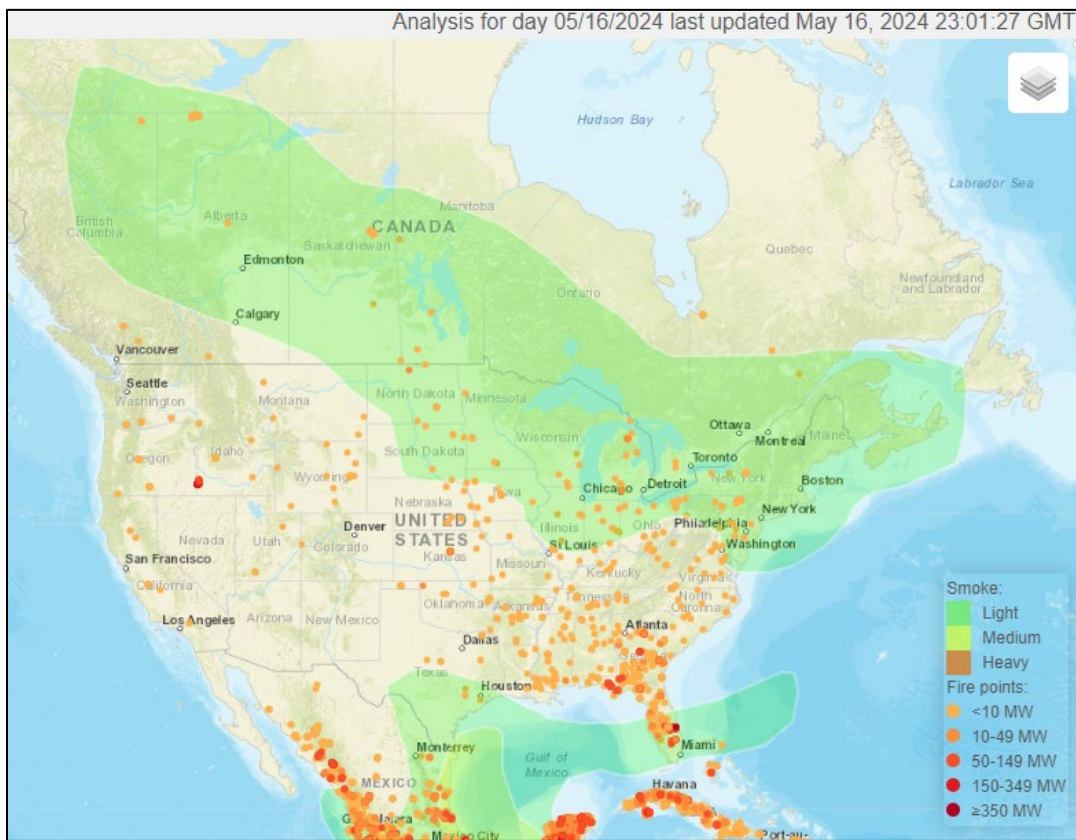 Analysis for day 05/16/2024 last updated May 16, 2024 23:01:27 GMT
Hudson Bay
Labrador Sea
British
Columbia
Alberta
Manitoba
CANADA
Saskatchewan
Quebec
Edmonton
Newfoundland
and Labrador
Ontario
Calgary
Vancouver
Seattle
Washington
Montana
North Dakota
Minnesota
Ottawa
Montreal
Maine
Oregon
Idaho
South Dakota
Wisconsin
Toronto
Wyoming
New York
Boston
Chicago
Detroit
Nebraska
New York
UNITED
STATES
Illinois
Ohio
Philadelphia
Denver
Nevada
Utah
Colorado
Kansas
St Louis
Washington
San Francisco
Missouri
Kentucky
Virginia
California
Oklahoma
Arkansas
Tennessee
North
Carolina
Los Angeles
Arizona
New Mexico
Atlanta
Dallas
Georgia
Texas
Houston
Monterrey
Gulf of
Mexico
Miami
MEXICO
Havana
Mexico City
Port-au-
Smoke:
Light
Medium
Heavy
Fire points:
<10 MW
10-49 MW
50-149 MW
150-349 MW
≥350 MW